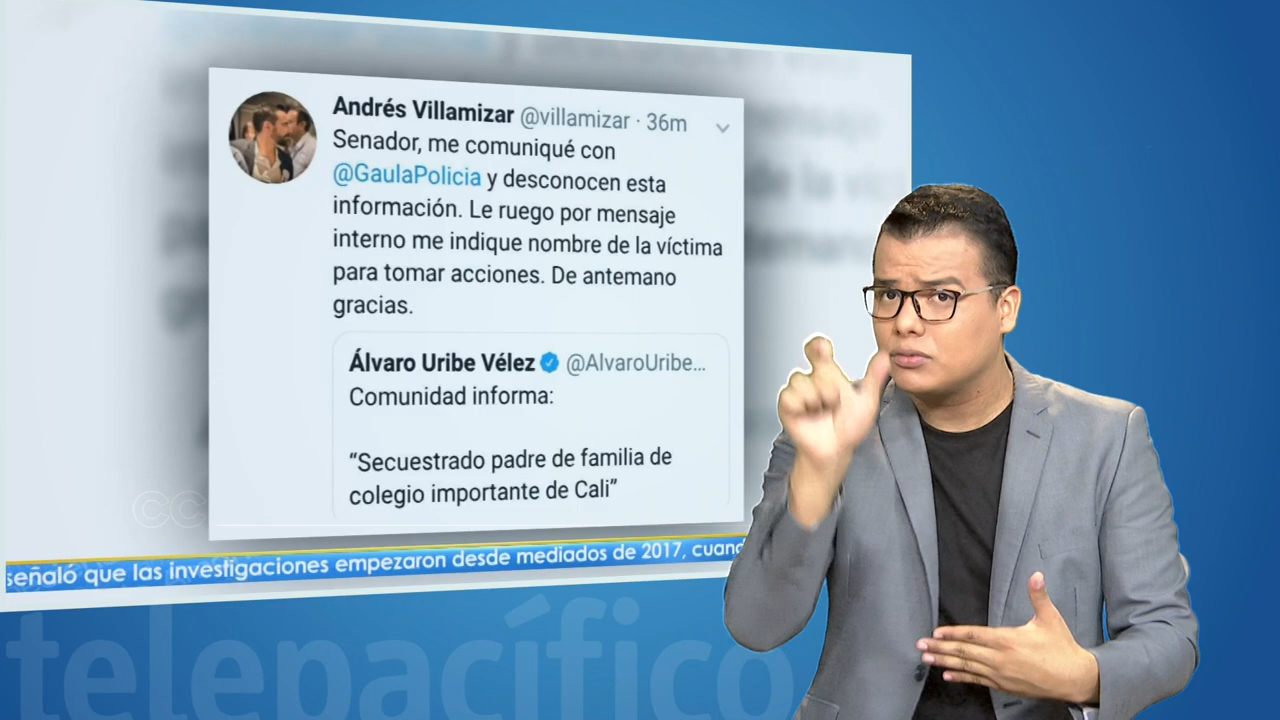 Andrés Villamizar @villamizar · 36m
Senador, me comuniqué con
@GaulaPolicia y desconocen esta
información. Le ruego por mensaje
interno me indique nombre de la víctima
para tomar acciones. De antemano
gracias.
Álvaro Uribe Vélez @AlvaroUribe...
Comunidad informa:
“Secuestrado padre de familia de
colegio importante de Cali”
señaló que las investigaciones empezaron desde mediados de 2017, cuand
telepacífico